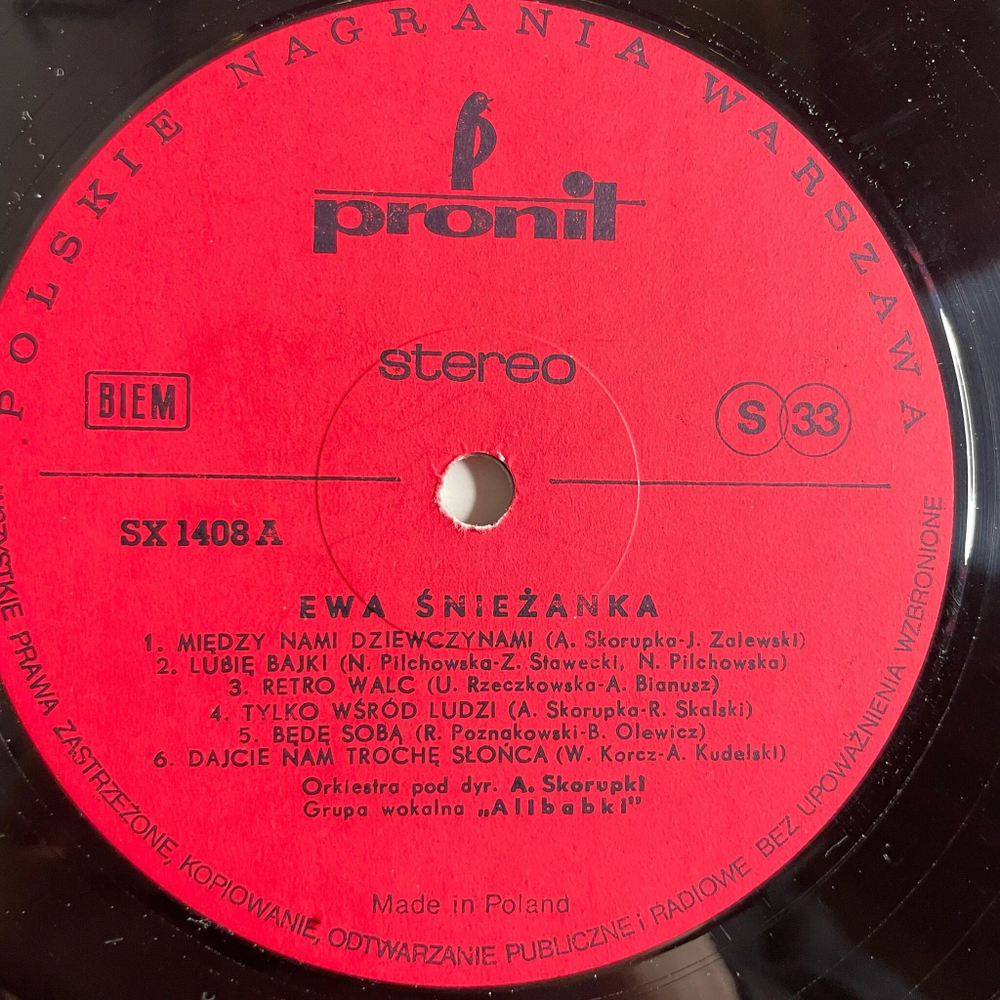 POLSKIE NAGRANIA WARSZAWA
pronit
stereo
BIEM
S 33
SX 1408 A
EWA ŚNIEŻANKA
1. MIĘDZY NAMI DZIEWCZYNAMI (A. Skorupka-J. Zalewski)
2. LUBIĘ BAJKI (N. Pilchowska-Z. Stawecki, N. Pilchowska)
3. RETRO WALC (U. Rzeczkowska-A. Bianusz)
4. TYLKO WŚRÓD LUDZI (A. Skorupka-R. Skalski)
5. BĘDĘ SOBĄ (R. Poznakowski-B. Olewicz)
6. DAJCIE NAM TROCHĘ SŁOŃCA (W. Korcz-A. Kudelski)
Orkiestra pod dyr. A. Skorupki
Grupa wokalna „Alibabki”
Made in Poland
PRAWA ZASTRZEŻONE, KOPIOWANIE, ODTWARZANIE PUBLICZNE i RADIOWE BEZ UPOWAŻNIENIA WZBRONIONE